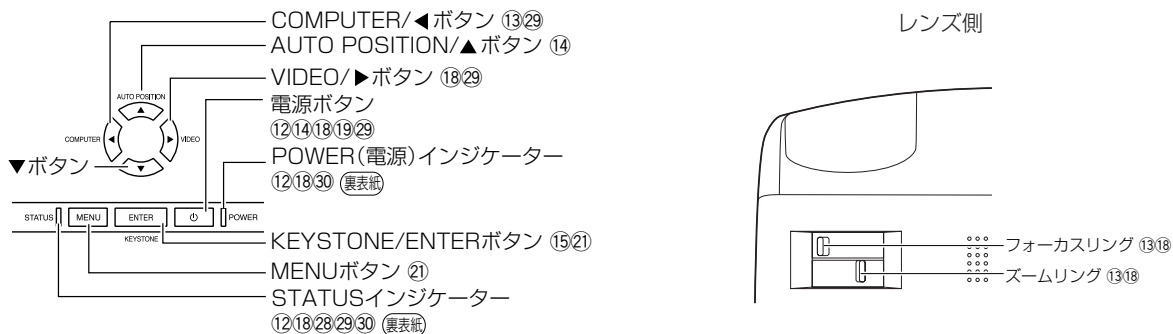 COMPUTER/◀ボタン ⑬㉙
AUTO POSITION/▲ボタン ⑭
VIDEO/▶ボタン ⑱㉙
電源ボタン
⑫⑭⑱⑲㉙
POWER(電源)インジケーター
⑫⑱㉚ 裏表紙
AUTO POSITION
▲
COMPUTER ◀ ▶ VIDEO
▼
▼ボタン
STATUS MENU ENTER ⏻ POWER
KEYSTONE
KEYSTONE/ENTERボタン ⑮㉑
MENUボタン ㉑
STATUSインジケーター
⑫⑱㉘㉙㉚ 裏表紙
レンズ側
フォーカスリング ⑬⑱
ズームリング ⑬⑱